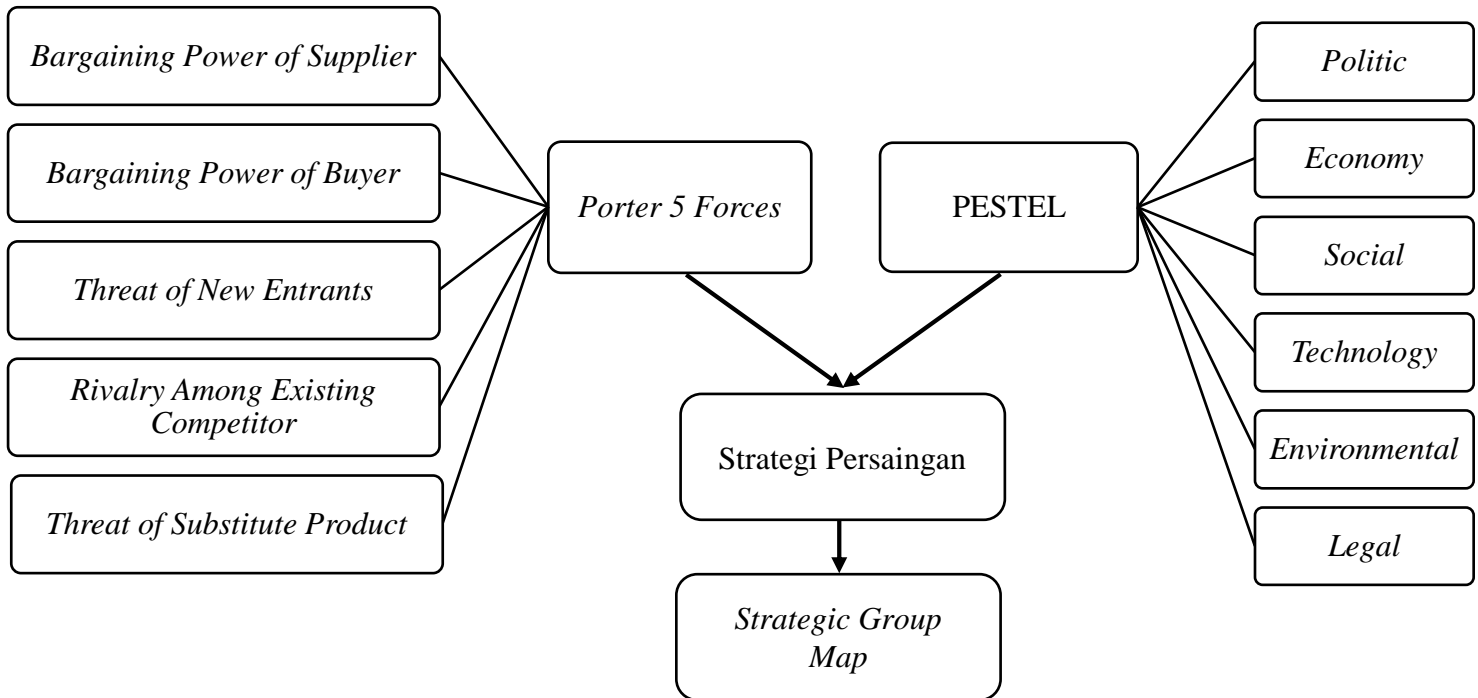 Bargaining Power of Supplier
Bargaining Power of Buyer
Threat of New Entrants
Rivalry Among Existing
Competitor
Threat of Substitute Product
Porter 5 Forces
PESTEL
Strategi Persaingan
Strategic Group
Map
Politic
Economy
Social
Technology
Environmental
Legal